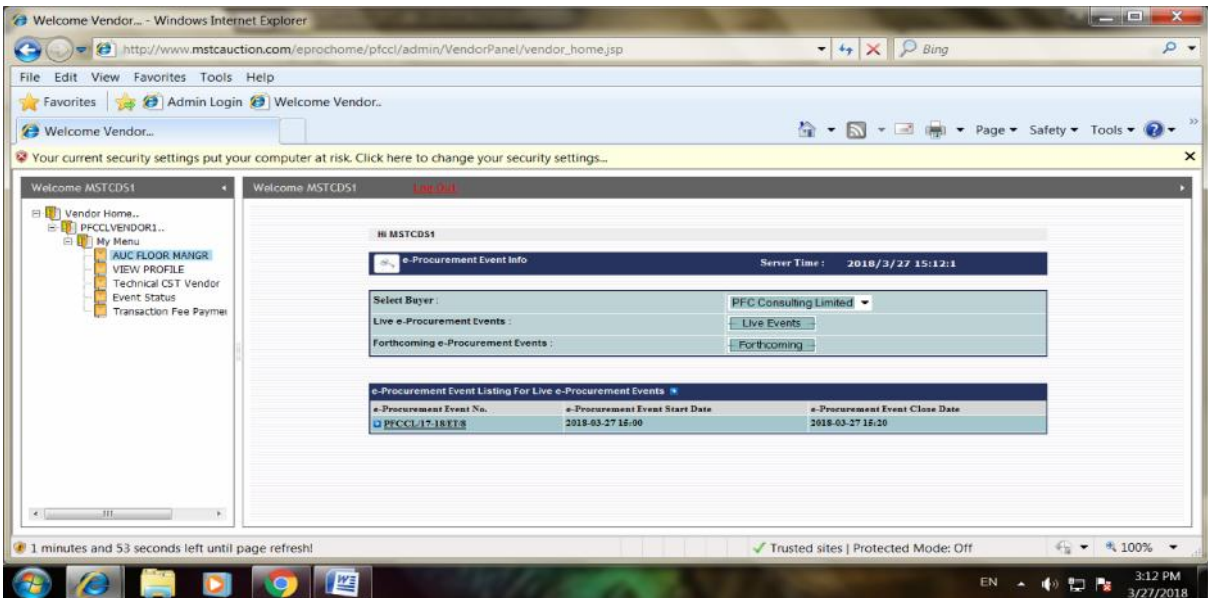 Welcome Vendor... - Windows Internet Explorer
http://www.mstcauction.com/eprochome/pfccl/admin/VendorPanel/vendor_home.jsp
Bing
File Edit View Favorites Tools Help
Favorites Admin Login Welcome Vendor..
Welcome Vendor...
Page Safety Tools
Your current security settings put your computer at risk. Click here to change your security settings...
Welcome MSTCDS1
Welcome MSTCDS1 Log Out
Vendor Home..
PFCCLVENDOR1..
My Menu
AUC FLOOR MANGR
VIEW PROFILE
Technical CST Vendor
Event Status
Transaction Fee Paymer
Hi MSTCDS1
e-Procurement Event Info Server Time : 2018/3/27 15:12:1
Select Buyer : PFC Consulting Limited
Live e-Procurement Events : Live Events
Forthcoming e-Procurement Events : Forthcoming
e-Procurement Event Listing For Live e-Procurement Events
e-Procurement Event No. e-Procurement Event Start Date e-Procurement Event Close Date
PFCCL/17-18/ET/8 2018-03-27 15:00 2018-03-27 15:20
1 minutes and 53 seconds left until page refresh! Trusted sites | Protected Mode: Off 100%
EN 3:12 PM
3/27/2018